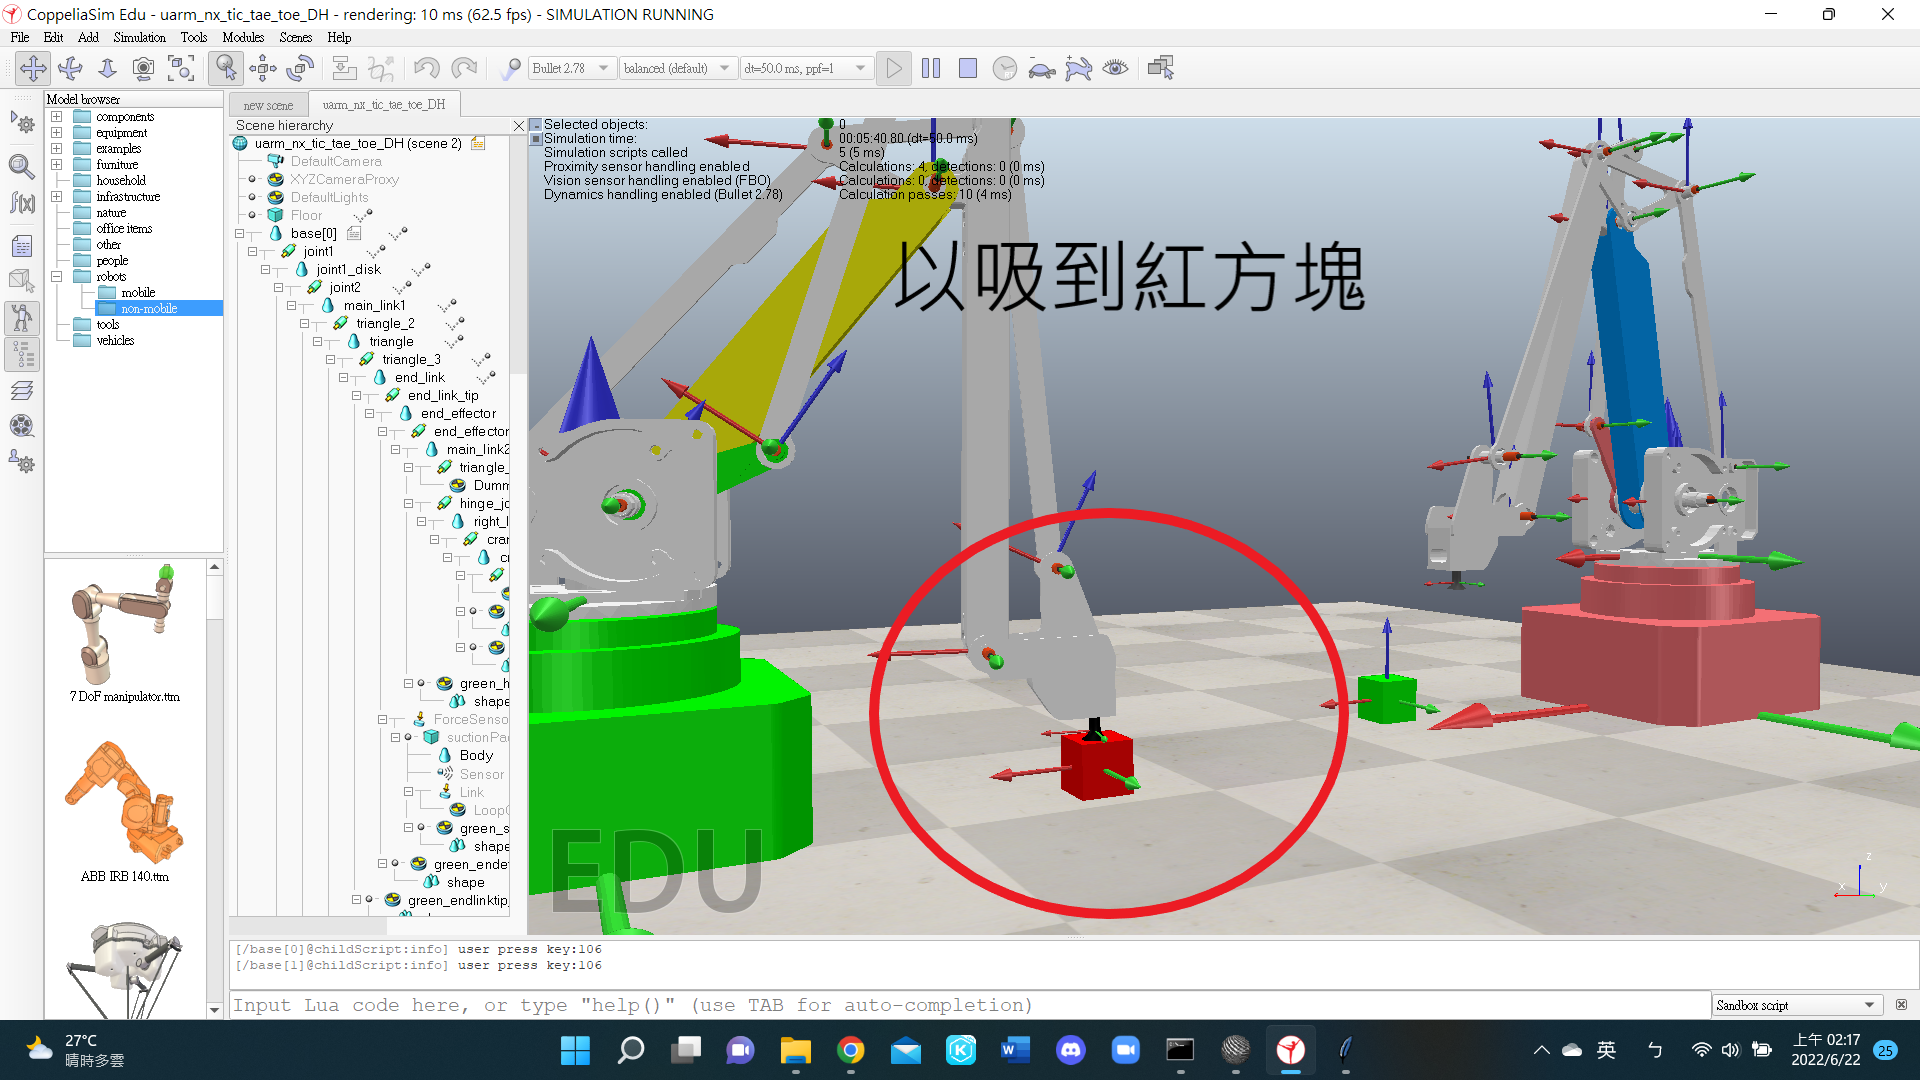 CoppeliaSim Edu - uarm_nx_tic_tae_toe_DH - rendering: 10 ms (62.5 fps) - SIMULATION RUNNING
File Edit Add Simulation Tools Modules Scenes Help
Bullet 2.78 balanced (default) dt=50.0 ms, ppf=1
Model browser
components
equipment
examples
furniture
household
infrastructure
nature
office items
other
people
robots
mobile
non-mobile
tools
vehicles
7 DoF manipulator.ttm
ABB IRB 140.ttm
new scene uarm_nx_tic_tae_toe_DH
Scene hierarchy
uarm_nx_tic_tae_toe_DH (scene 2)
DefaultCamera
XYZCameraProxy
DefaultLights
Floor
base[0]
joint1
joint1_disk
joint2
main_link1
triangle_2
triangle
triangle_3
end_link
end_link_tip
end_effector
end_effector
main_link2
triangle_
Dumm
hinge_jo
right_l
cran
cr
green_h
shape
ForceSenso
suctionPa
Body
Sensor
Link
LoopC
green_s
shape
green_endef
shape
green_endlinktip_
Selected objects: 0
Simulation time: 00:05:40.80 (dt=50.0 ms)
Simulation scripts called 5 (5 ms)
Proximity sensor handling enabled Calculations: 4, detections: 0 (0 ms)
Vision sensor handling enabled (FBO) Calculations: 0, detections: 0 (0 ms)
Dynamics handling enabled (Bullet 2.78) Calculation passes: 10 (4 ms)
以吸到紅方塊
EDU
z
x y
[/base[0]@childScript:info] user press key:106
[/base[1]@childScript:info] user press key:106
Input Lua code here, or type "help()" (use TAB for auto-completion)
Sandbox script
27°C
晴時多雲
英 ㄅ
上午 02:17
2022/6/22 25